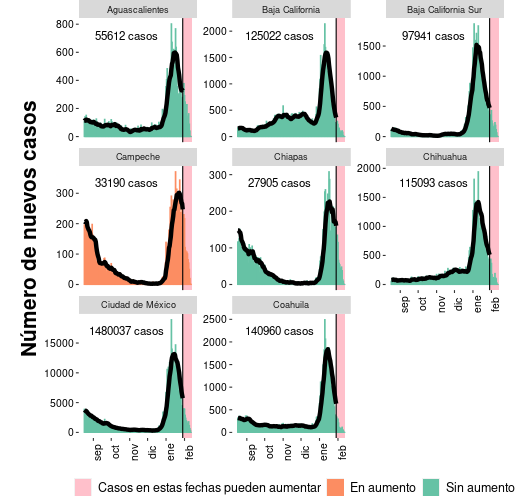 Número de nuevos casos
Aguascalientes
55612 casos
800
600
400
200
0
Baja California
125022 casos
2000
1500
1000
500
0
Baja California Sur
97941 casos
1500
1000
500
0
Campeche
33190 casos
300
200
100
0
Chiapas
27905 casos
300
200
100
0
Chihuahua
115093 casos
2000
1500
1000
500
0
sep oct nov dic ene feb
Ciudad de México
1480037 casos
15000
10000
5000
0
sep oct nov dic ene feb
Coahuila
140960 casos
2500
2000
1500
1000
500
0
sep oct nov dic ene feb
Casos en estas fechas pueden aumentar En aumento Sin aumento